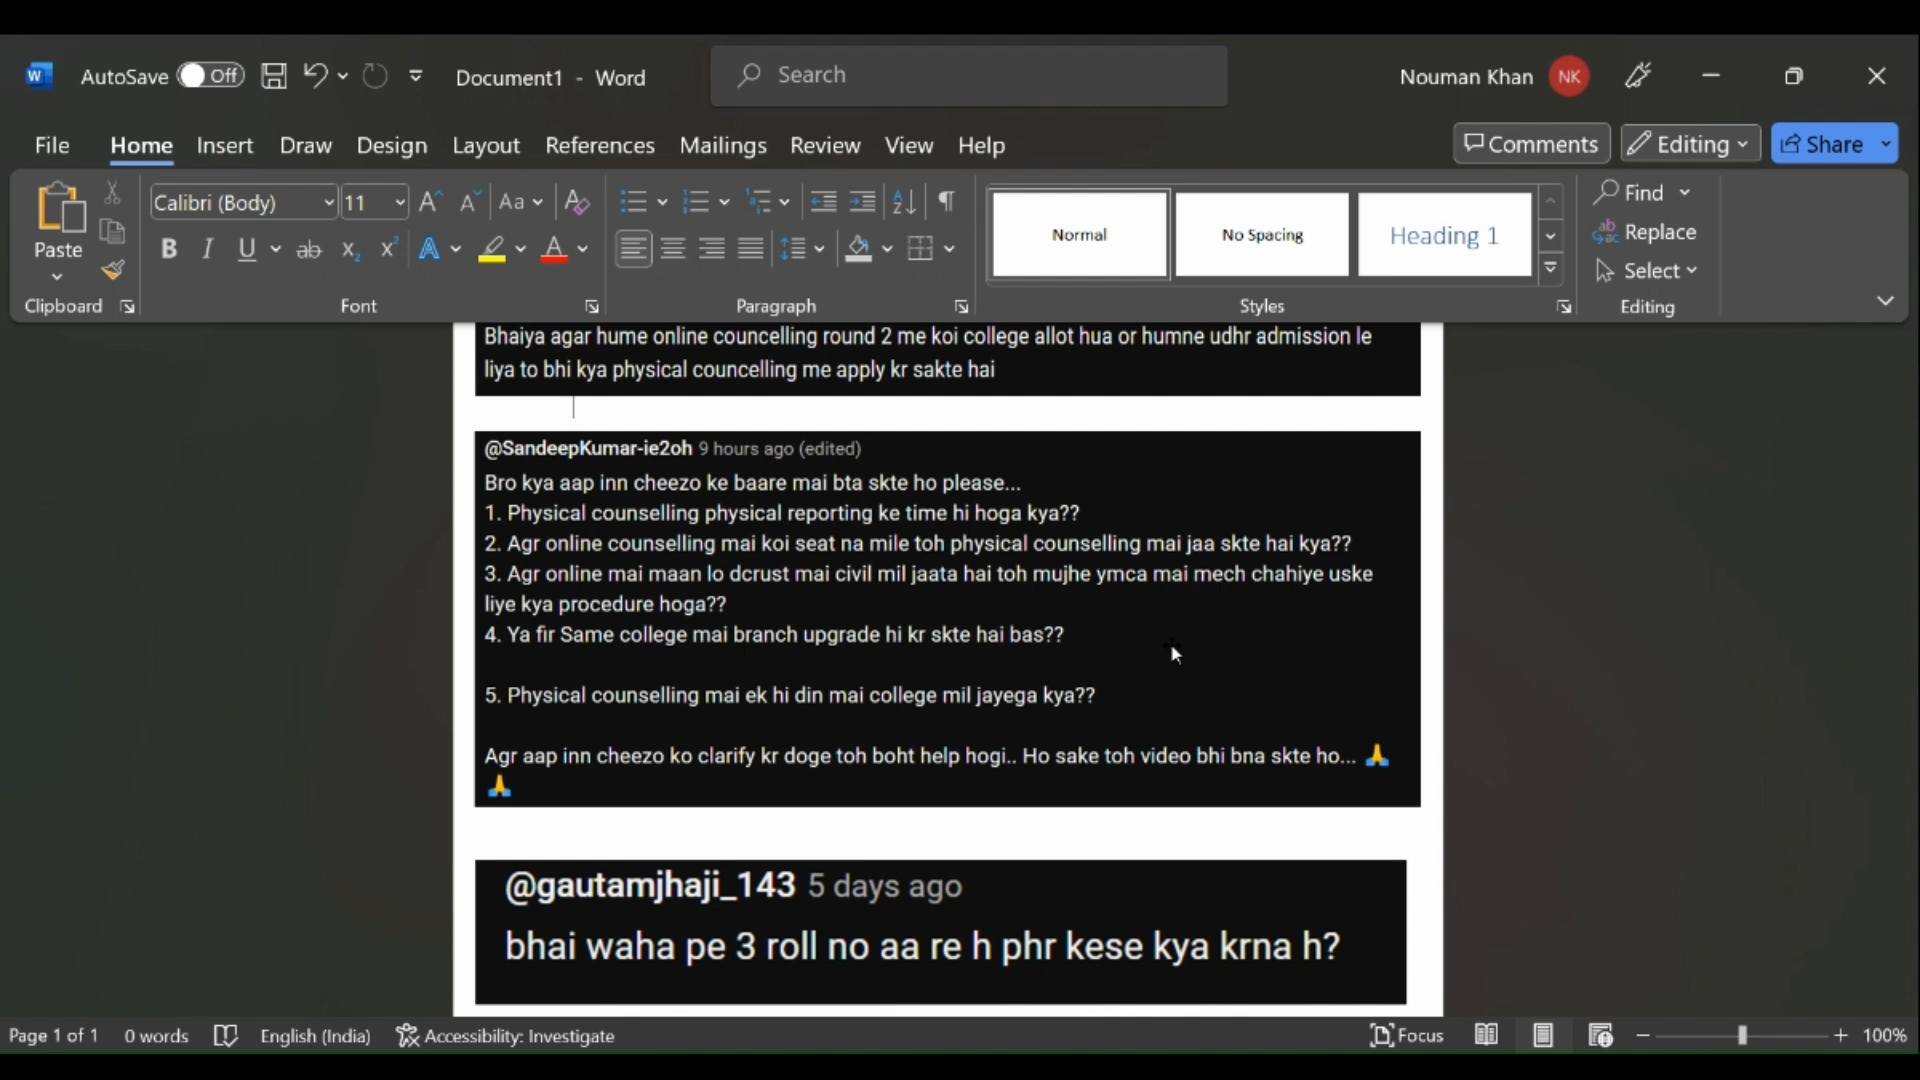 AutoSave Off Document1 - Word Search Nouman Khan NK
File Home Insert Draw Design Layout References Mailings Review View Help Comments Editing Share
Paste Calibri (Body) 11 Aa Normal No Spacing Heading 1 Find Replace Select
Clipboard Font Paragraph Styles Editing
Bhaiya agar hume online councelling round 2 me koi college allot hua or humne udhr admission le
liya to bhi kya physical councelling me apply kr sakte hai
@SandeepKumar-ie2oh 9 hours ago (edited)
Bro kya aap inn cheezo ke baare mai bta skte ho please...
1. Physical counselling physical reporting ke time hi hoga kya??
2. Agr online counselling mai koi seat na mile toh physical counselling mai jaa skte hai kya??
3. Agr online mai maan lo dcrust mai civil mil jaata hai toh mujhe ymca mai mech chahiye uske
liye kya procedure hoga??
4. Ya fir Same college mai branch upgrade hi kr skte hai bas??
5. Physical counselling mai ek hi din mai college mil jayega kya??
Agr aap inn cheezo ko clarify kr doge toh boht help hogi.. Ho sake toh video bhi bna skte ho... 🙏
🙏
@gautamjhaji_143 5 days ago
bhai waha pe 3 roll no aa re h phr kese kya krna h?
Page 1 of 1 0 words English (India) Accessibility: Investigate Focus 100%